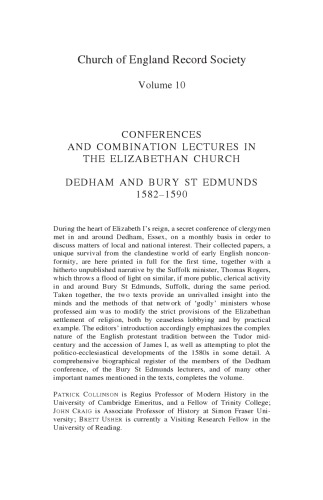 Church of England Record Society
Volume 10
CONFERENCES
AND COMBINATION LECTURES IN
THE ELIZABETHAN CHURCH
DEDHAM AND BURY ST EDMUNDS
1582–1590
During the heart of Elizabeth I's reign, a secret conference of clergymen
met in and around Dedham, Essex, on a monthly basis in order to
discuss matters of local and national interest. Their collected papers, a
unique survival from the clandestine world of early English noncon-
formity, are here printed in full for the first time, together with a
hitherto unpublished narrative by the Suffolk minister, Thomas Rogers,
which throws a flood of light on similar, if more public, clerical activity
in and around Bury St Edmunds, Suffolk, during the same period.
Taken together, the two texts provide an unrivalled insight into the
minds and the methods of that network of 'godly' ministers whose
professed aim was to modify the strict provisions of the Elizabethan
settlement of religion, both by ceaseless lobbying and by practical
example. The editors' introduction accordingly emphasizes the complex
nature of the English protestant tradition between the Tudor mid-
century and the accession of James I, as well as attempting to plot the
politico-ecclesiastical developments of the 1580s in some detail. A
comprehensive biographical register of the members of the Dedham
conference, of the Bury St Edmunds lecturers, and of many other
important names mentioned in the texts, completes the volume.
PATRICK COLLINSON is Regius Professor of Modern History in the
University of Cambridge Emeritus, and a Fellow of Trinity College;
JOHN CRAIG is Associate Professor of History at Simon Fraser Uni-
versity; BRETT USHER is currently a Visiting Research Fellow in the
University of Reading.